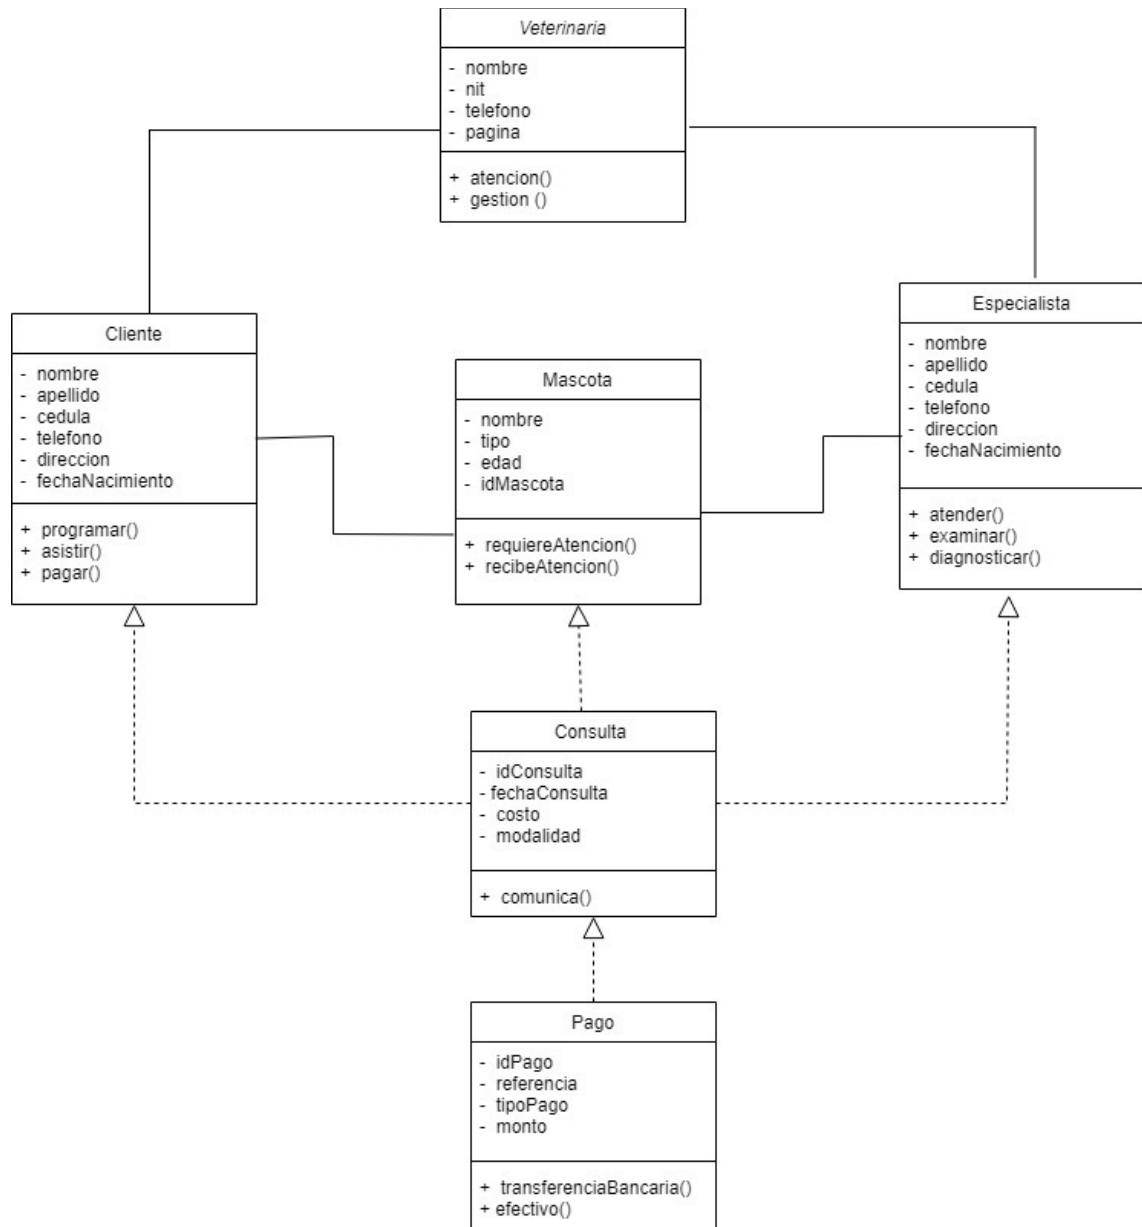 Veterinaria
- nombre
- nit
- telefono
- pagina
+ atencion()
+ gestion ()
Cliente
- nombre
- apellido
- cedula
- telefono
- direccion
- fechaNacimiento
+ programar()
+ asistir()
+ pagar()
Mascota
- nombre
- tipo
- edad
- idMascota
+ requiereAtencion()
+ recibeAtencion()
Especialista
- nombre
- apellido
- cedula
- telefono
- direccion
- fechaNacimiento
+ atender()
+ examinar()
+ diagnosticar()
Consulta
- idConsulta
- fechaConsulta
- costo
- modalidad
+ comunica()
Pago
- idPago
- referencia
- tipoPago
- monto
+ transferenciaBancaria()
+ efectivo()